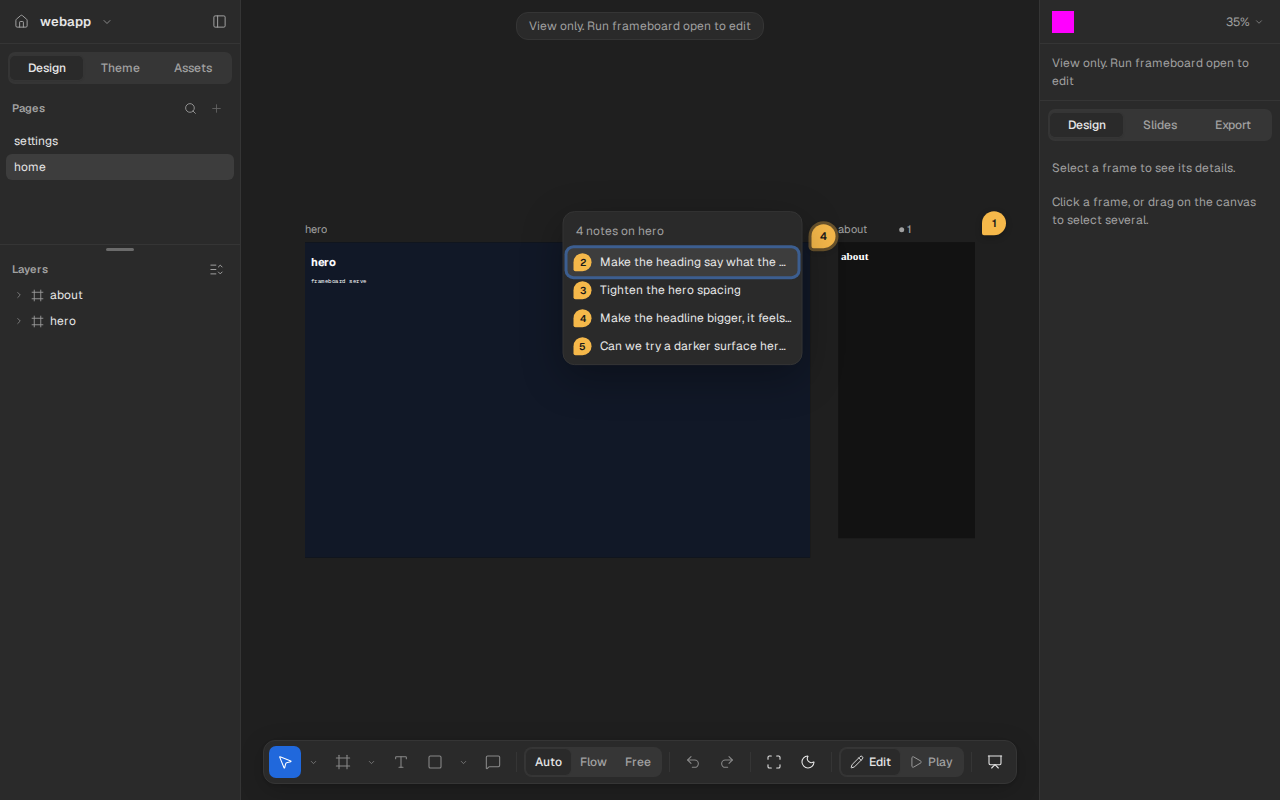 webapp
Design
Theme
Assets
Pages
settings
home
Layers
about
hero
View only. Run frameboard open to edit
hero
hero
frameboard serve
4 notes on hero
2 Make the heading say what the …
3 Tighten the hero spacing
4 Make the headline bigger, it feels…
5 Can we try a darker surface her…
4
about
1
1
about
Auto
Flow
Free
Edit
Play
35%
View only. Run frameboard open to
edit
Design
Slides
Export
Select a frame to see its details.
Click a frame, or drag on the canvas
to select several.